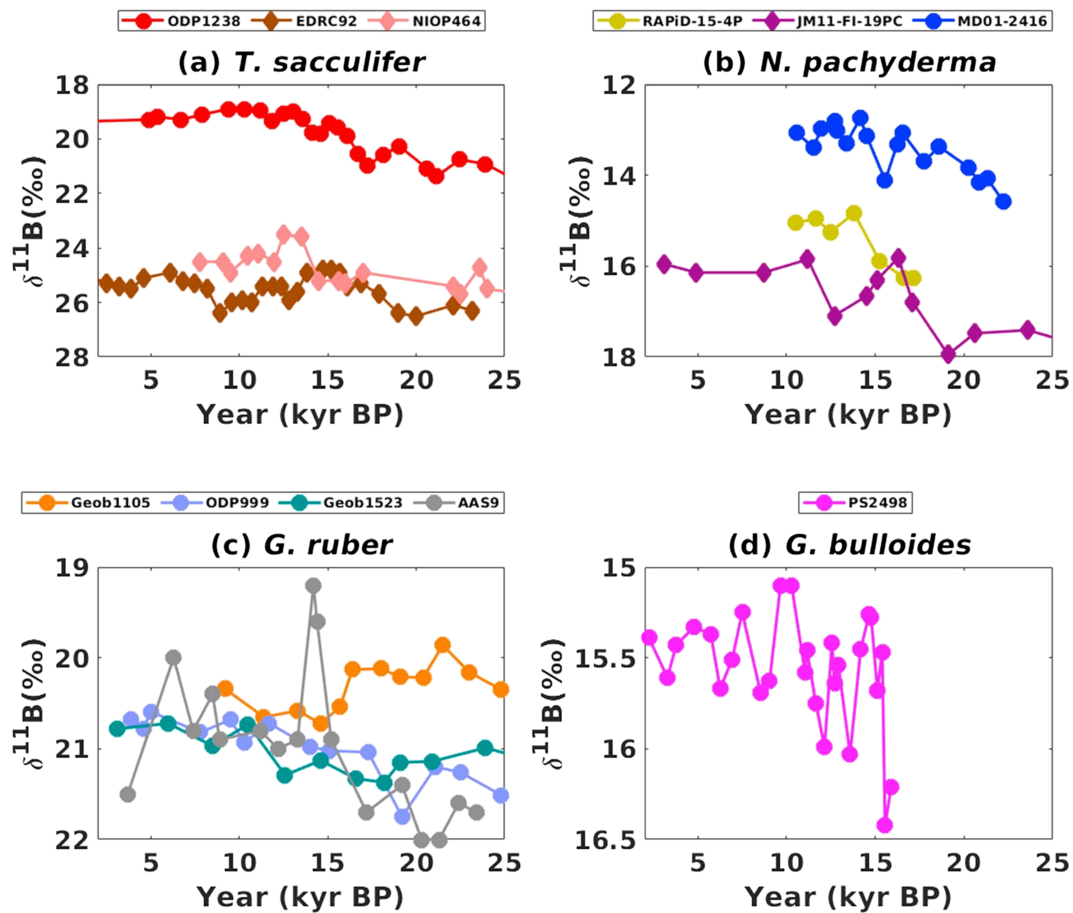 ODP1238 EDRC92 NIOP464
RAPiD-15-4P JM11-FI-19PC MD01-2416
(a) T. sacculifer
(b) N. pachyderma
18
20
22
24
26
28
δ¹¹B(‰)
5 10 15 20 25
Year (kyr BP)
12
14
16
18
δ¹¹B(‰)
5 10 15 20 25
Year (kyr BP)
Geob1105 ODP999 Geob1523 AAS9
PS2498
(c) G. ruber
(d) G. bulloides
19
20
21
22
δ¹¹B(‰)
5 10 15 20 25
Year (kyr BP)
15
15.5
16
16.5
δ¹¹B(‰)
5 10 15 20 25
Year (kyr BP)